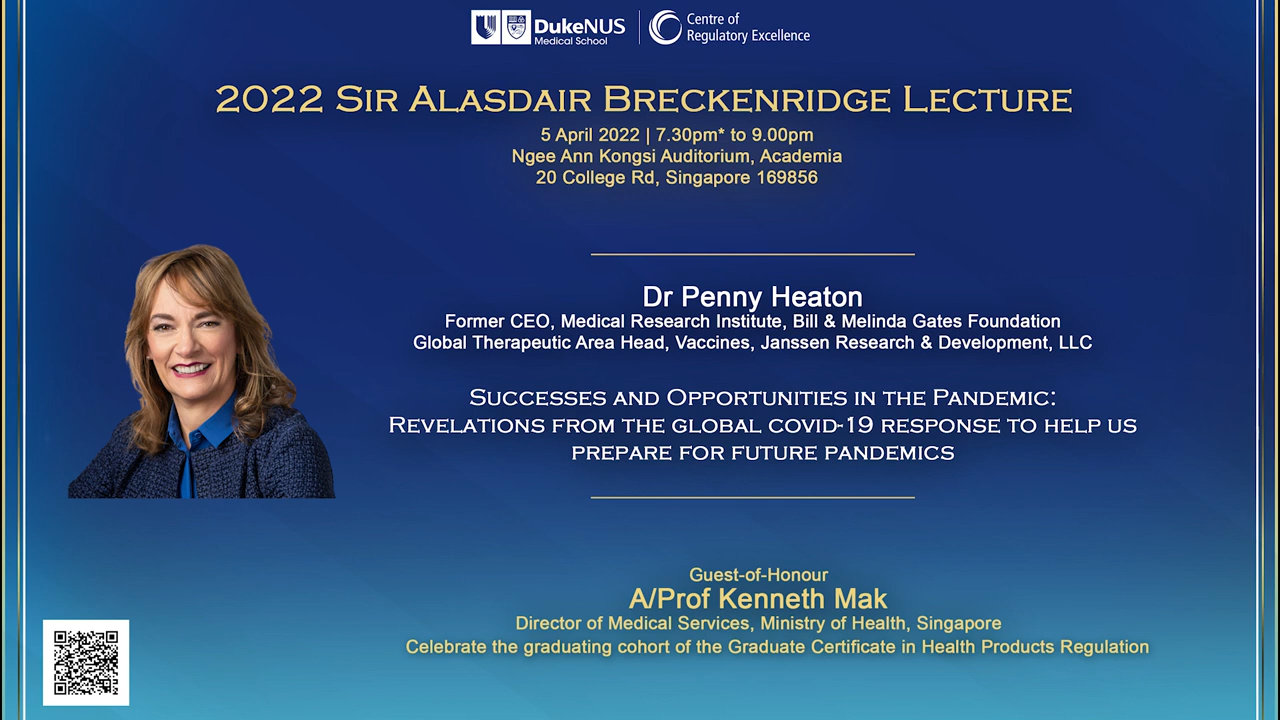 DukeNUS
Medical School
Centre of
Regulatory Excellence
2022 Sir Alasdair Breckenridge Lecture
5 April 2022 | 7.30pm* to 9.00pm
Ngee Ann Kongsi Auditorium, Academia
20 College Rd, Singapore 169856
Dr Penny Heaton
Former CEO, Medical Research Institute, Bill & Melinda Gates Foundation
Global Therapeutic Area Head, Vaccines, Janssen Research & Development, LLC
Successes and Opportunities in the Pandemic:
Revelations from the global covid-19 response to help us
prepare for future pandemics
Guest-of-Honour
A/Prof Kenneth Mak
Director of Medical Services, Ministry of Health, Singapore
Celebrate the graduating cohort of the Graduate Certificate in Health Products Regulation